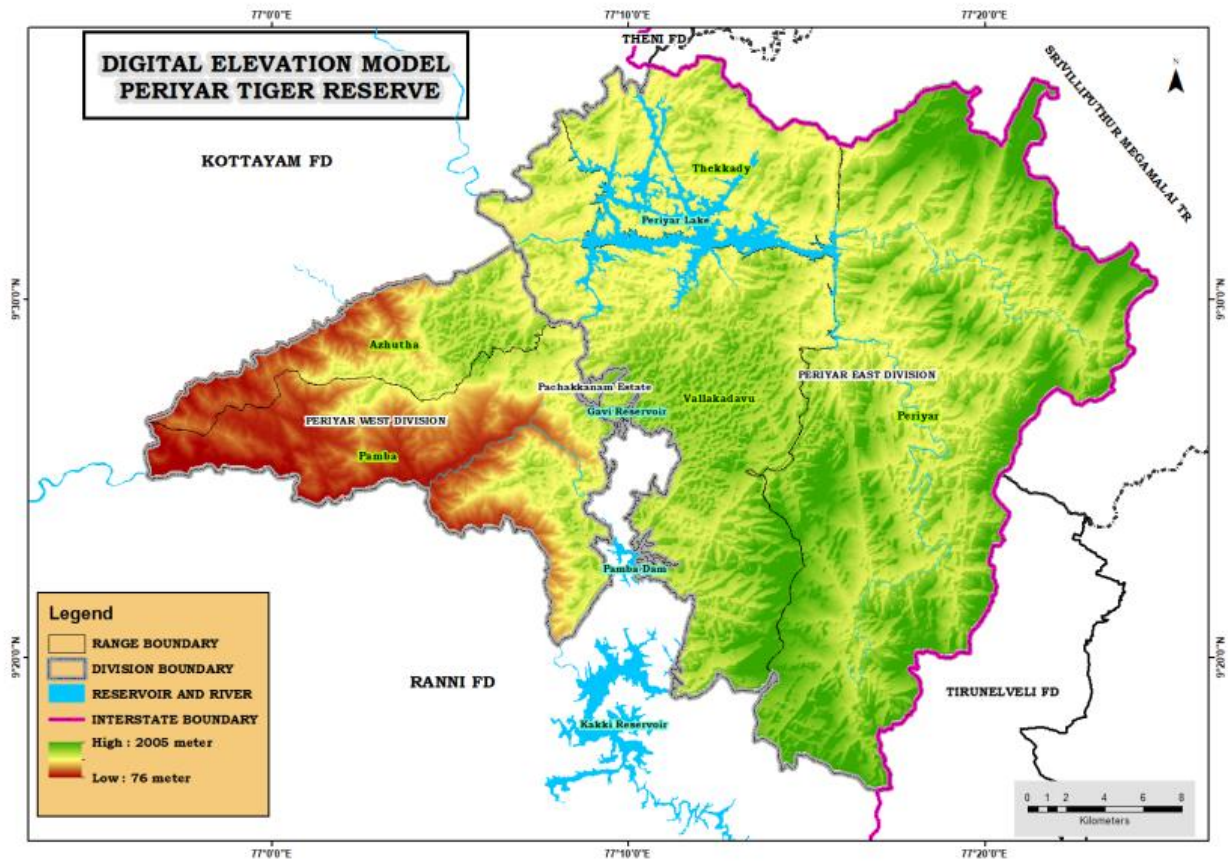 77°0'0"E
77°10'0"E
77°20'0"E
DIGITAL ELEVATION MODEL
PERIYAR TIGER RESERVE
THENI FD
N
SRIVILLIPUTHUR MEGAMALAI TR
KOTTAYAM FD
Thekkady
Periyar Lake
9°30'0"N
9°30'0"N
Azhutha
Pachakkanam Estate
PERIYAR EAST DIVISION
Vallakadavu
Gavi Reservoir
Periyar
PERIYAR WEST DIVISION
Pamba
Pamba Dam
Legend
RANGE BOUNDARY
DIVISION BOUNDARY
RESERVOIR AND RIVER
INTERSTATE BOUNDARY
High : 2005 meter
Low : 76 meter
9°20'0"N
9°20'0"N
RANNI FD
TIRUNELVELI FD
Kakki Reservoir
0 1 2 4 6 8
Kilometers
77°0'0"E
77°10'0"E
77°20'0"E